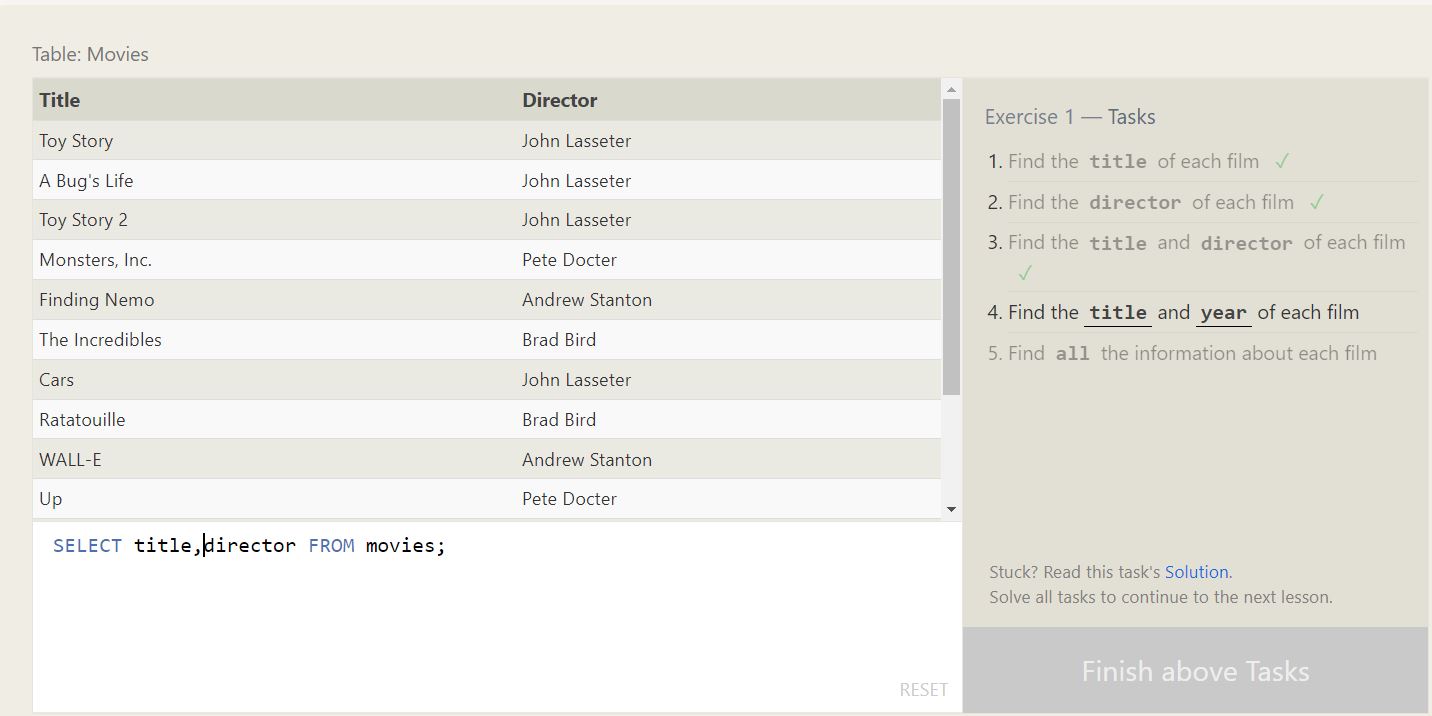 Table: Movies
Title Director
Toy Story John Lasseter
A Bug's Life John Lasseter
Toy Story 2 John Lasseter
Monsters, Inc. Pete Docter
Finding Nemo Andrew Stanton
The Incredibles Brad Bird
Cars John Lasseter
Ratatouille Brad Bird
WALL-E Andrew Stanton
Up Pete Docter
SELECT title,director FROM movies;
RESET
Exercise 1 — Tasks
1. Find the title of each film ✓
2. Find the director of each film ✓
3. Find the title and director of each film
✓
4. Find the title and year of each film
5. Find all the information about each film
Stuck? Read this task's Solution.
Solve all tasks to continue to the next lesson.
Finish above Tasks